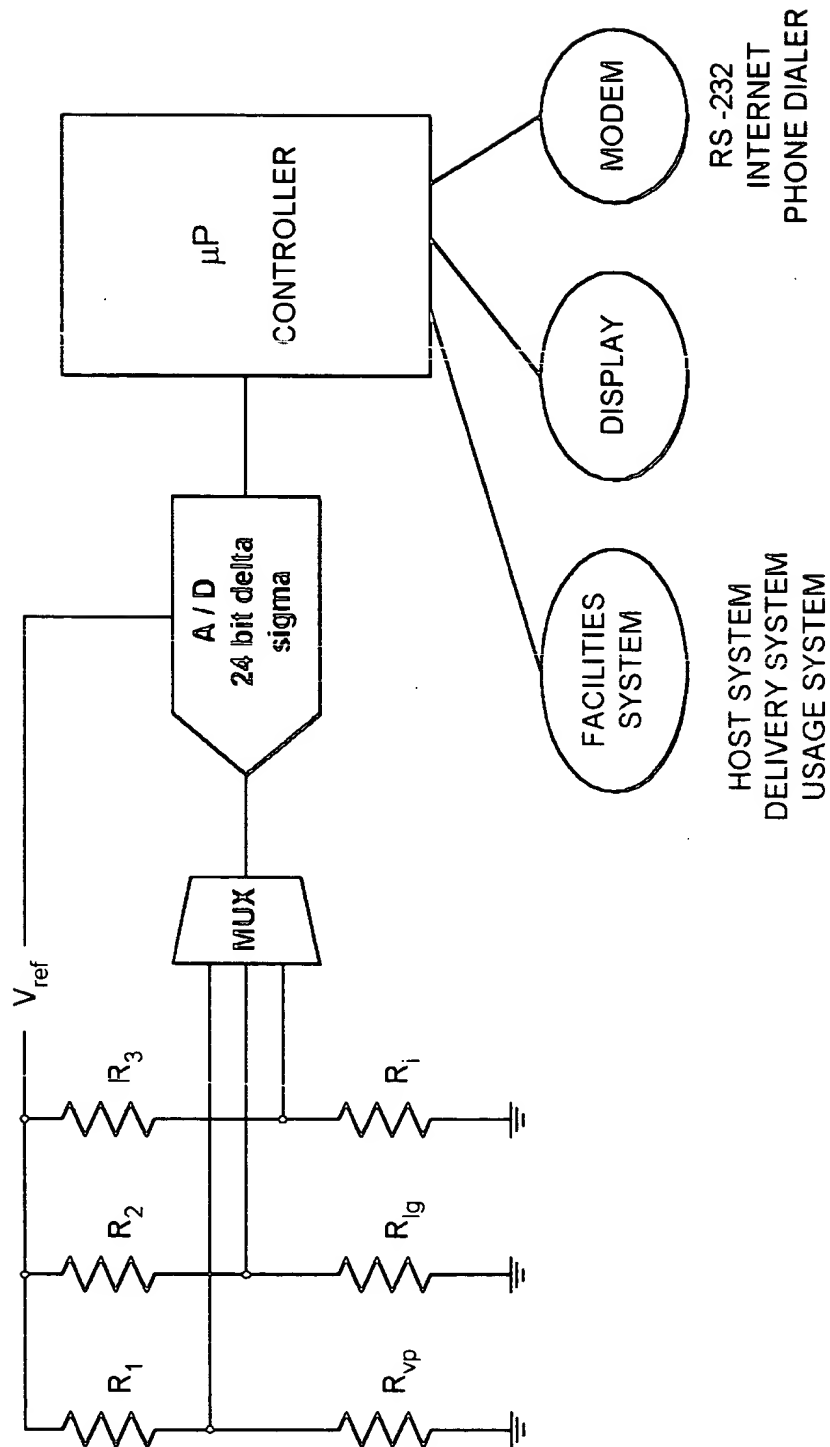 V_ref
R_1
R_2
R_3
R_vp
R_lg
R_i
MUX
A / D
24 bit delta
sigma
μP
CONTROLLER
FACILITIES
SYSTEM
HOST SYSTEM
DELIVERY SYSTEM
USAGE SYSTEM
DISPLAY
MODEM
RS -232
INTERNET
PHONE DIALER